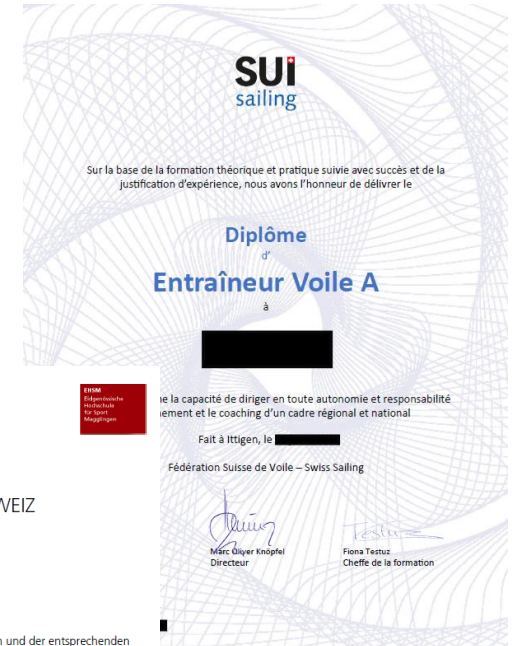 SUI
sailing
Sur la base de la formation théorique et pratique suivie avec succès et de la
justification d'expérience, nous avons l'honneur de délivrer le
Diplôme
d'
Entraîneur Voile A
à
la capacité de diriger en toute autonomie et responsabilité
et le coaching d'un cadre régional et national
Fait à Ittigen, le
Fédération Suisse de Voile – Swiss Sailing
Marc Oliver Knöpfel
Directeur
Fiona Testuz
Cheffe de la formation
EHSM
Eidgenössische
Hochschule
für Sport
Magglingen
und der entsprechenden